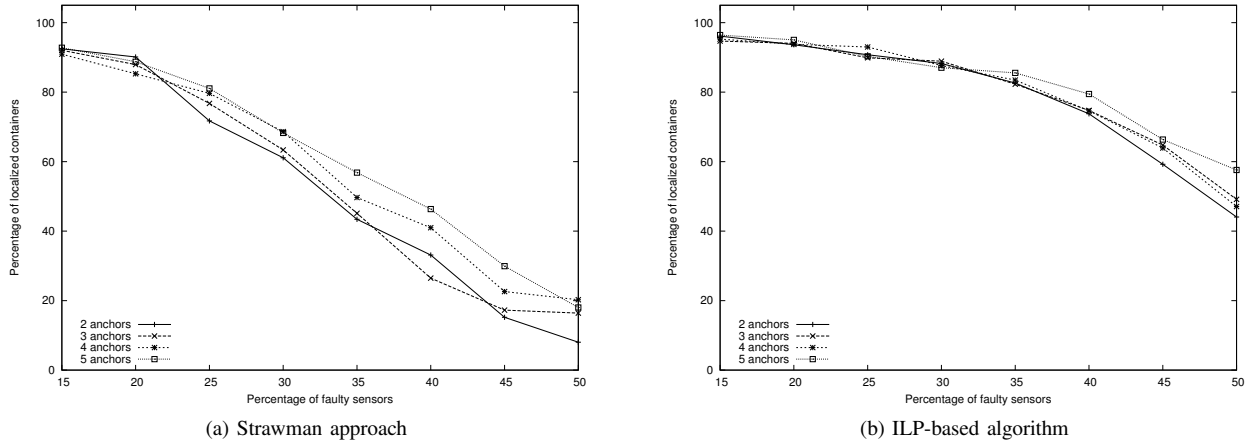 100
80
60
40
20
0
Percentage of localized containers
2 anchors
3 anchors
4 anchors
5 anchors
15 20 25 30 35 40 45 50
Percentage of faulty sensors
(a) Strawman approach
100
80
60
40
20
0
Percentage of localized containers
2 anchors
3 anchors
4 anchors
5 anchors
15 20 25 30 35 40 45 50
Percentage of faulty sensors
(b) ILP-based algorithm